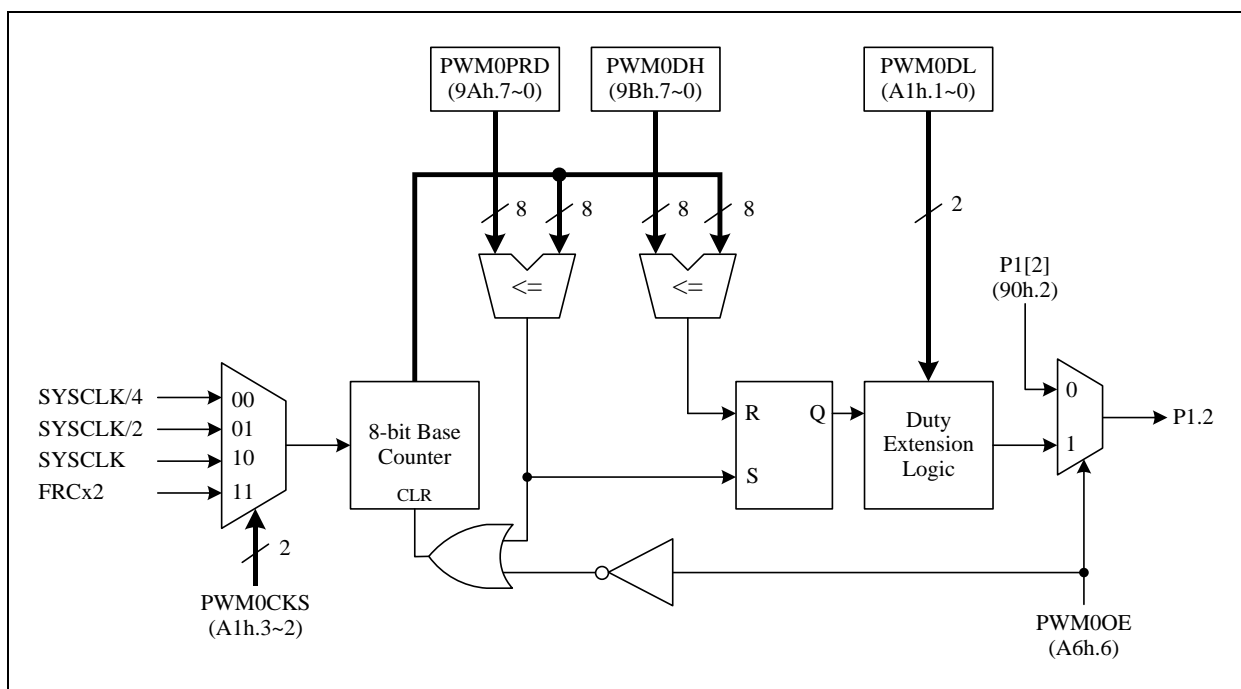 PWM0PRD
(9Ah.7~0)
PWM0DH
(9Bh.7~0)
PWM0DL
(A1h.1~0)
8
8
8
8
2
<=
<=
P1[2]
(90h.2)
SYSCLK/4
SYSCLK/2
SYSCLK
FRCx2
00
01
10
11
8-bit Base
Counter
CLR
R
Q
S
Duty
Extension
Logic
0
1
P1.2
2
PWM0CKS
(A1h.3~2)
PWM0OE
(A6h.6)